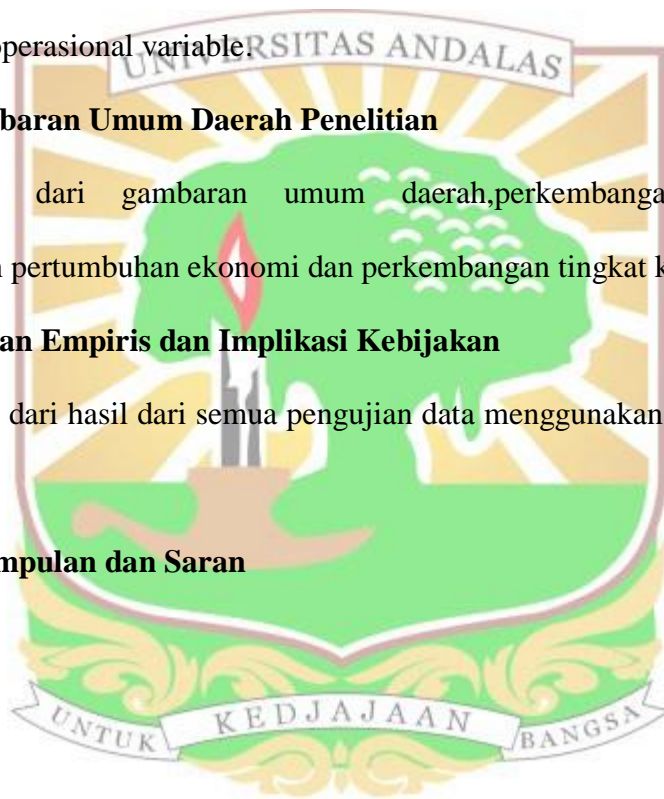 operasional variable.
UNIVERSITAS ANDALAS
baran Umum Daerah Penelitian
dari gambaran umum daerah,perkembanga
pertumbuhan ekonomi dan perkembangan tingkat k
an Empiris dan Implikasi Kebijakan
dari hasil dari semua pengujian data menggunakan
mpulan dan Saran
UNTUK KEDJAJAAN BANGSA